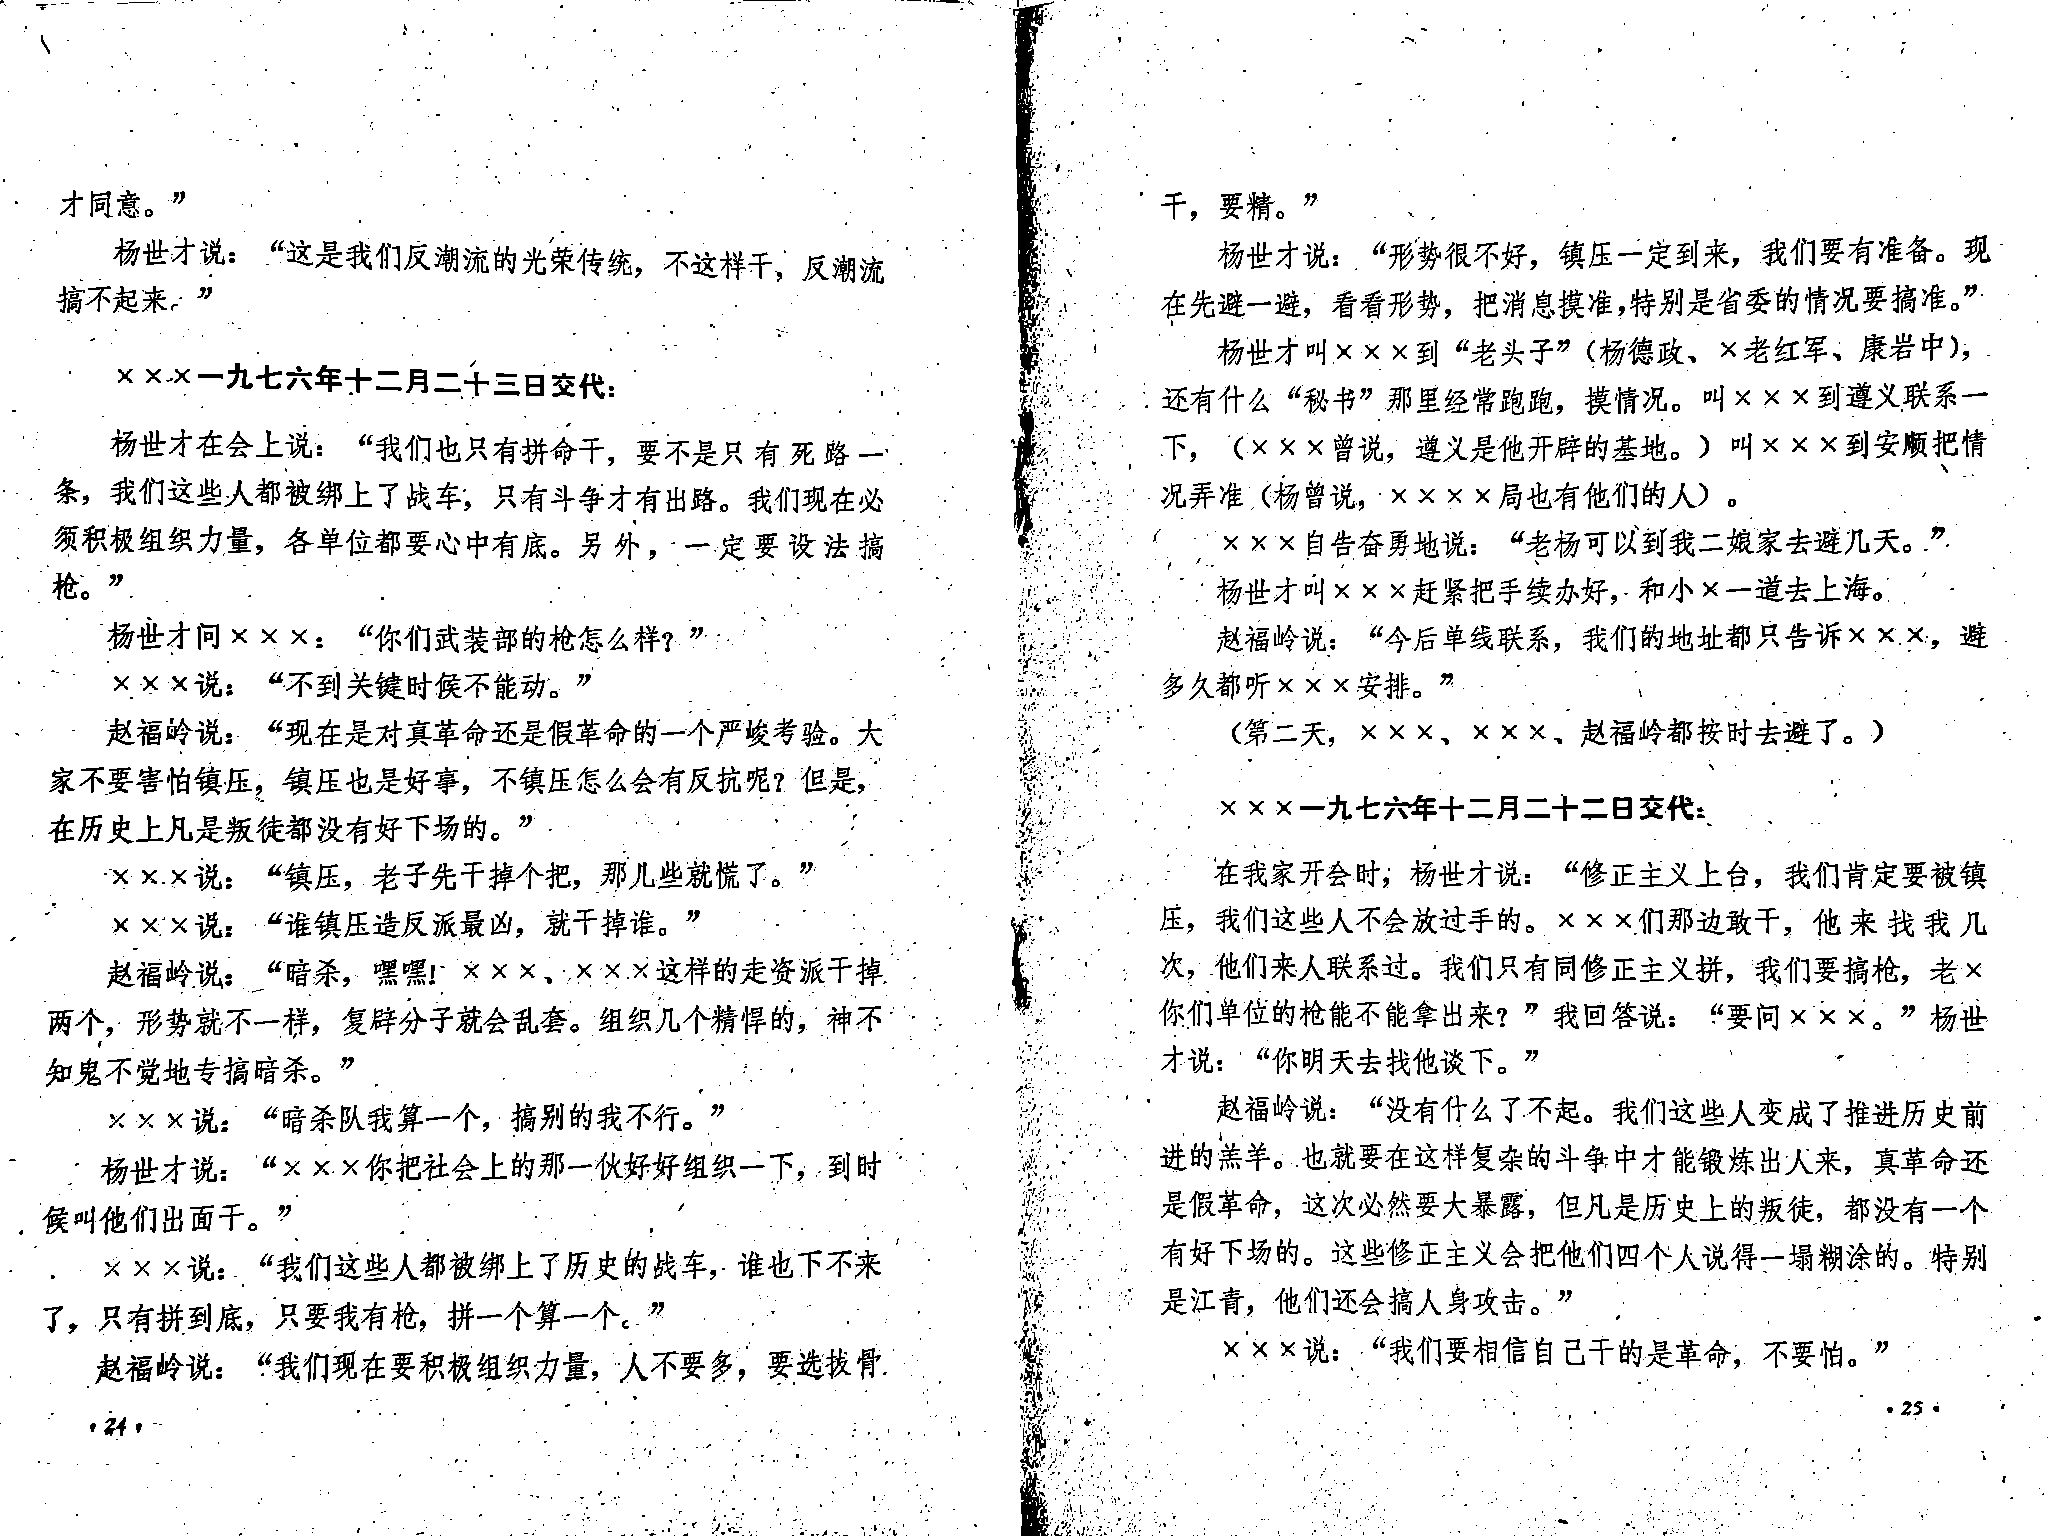 才同意。”
杨世才说：“这是我们反潮流的光荣传统，不这样干，反潮流
搞不起来。”
×××一九七六年十二月二十三日交代：
杨世才在会上说：“我们也只有拼命干，要不是只有死路一
条，我们这些人都被绑上了战车，只有斗争才有出路。我们现在必
须积极组织力量，各单位都要心中有底。另外，一定要设法搞
枪。”
杨世才问×××：“你们武装部的枪怎么样？”
×××说：“不到关键时候不能动。”
赵福岭说：“现在是对真革命还是假革命的一个严峻考验。大
家不要害怕镇压，镇压也是好事，不镇压怎么会有反抗呢？但是，
在历史上凡是叛徒都没有好下场的。”
×××说：“镇压，老子先干掉个把，那几些就慌了。”
×××说：“谁镇压造反派最凶，就干掉谁。”
赵福岭说：“暗杀，嘿嘿！×××、×××这样的走资派干掉
两个，形势就不一样，复辟分子就会乱套。组织几个精悍的，神不
知鬼不觉地专搞暗杀。”
×××说：“暗杀队我算一个，搞别的我不行。”
杨世才说：“×××你把社会上的那一伙好好组织一下，到时
候叫他们出面干。”
×××说：“我们这些人都被绑上了历史的战车，谁也下不来
了，只有拼到底，只要我有枪，拼一个算一个。”
赵福岭说：“我们现在要积极组织力量，人不要多，要选拔骨
·24·
干，要精。”
杨世才说：“形势很不好，镇压一定到来，我们要有准备。现
在先避一避，看看形势，把消息摸准，特别是省委的情况要搞准。”
杨世才叫×××到“老头子”（杨德政、×老红军、康岩中），
还有什么“秘书”那里经常跑跑，摸情况。叫×××到遵义联系一
下，（×××曾说，遵义是他开辟的基地。）叫×××到安顺把情
况弄准（杨曾说，××××局也有他们的人）。
×××自告奋勇地说：“老杨可以到我二娘家去避几天。”
杨世才叫×××赶紧把手续办好，和小×一道去上海。
赵福岭说：“今后单线联系，我们的地址都只告诉×××，避
多久都听×××安排。”
（第二天，×××、×××、赵福岭都按时去避了。）
×××一九七六年十二月二十二日交代：
在我家开会时，杨世才说：“修正主义上台，我们肯定要被镇
压，我们这些人不会放过手的。×××们那边敢干，他来找我几
次，他们来人联系过。我们只有同修正主义拼，我们要搞枪，老×
你们单位的枪能不能拿出来？”我回答说：“要问×××。”杨世
才说：“你明天去找他谈下。”
赵福岭说：“没有什么了不起。我们这些人变成了推进历史前
进的羔羊。也就要在这样复杂的斗争中才能锻炼出人来，真革命还
是假革命，这次必然要大暴露，但凡是历史上的叛徒，都没有一个
有好下场的。这些修正主义会把他们四个人说得一塌糊涂的。特别
是江青，他们还会搞人身攻击。”
×××说：“我们要相信自己干的是革命，不要怕。”
·25·